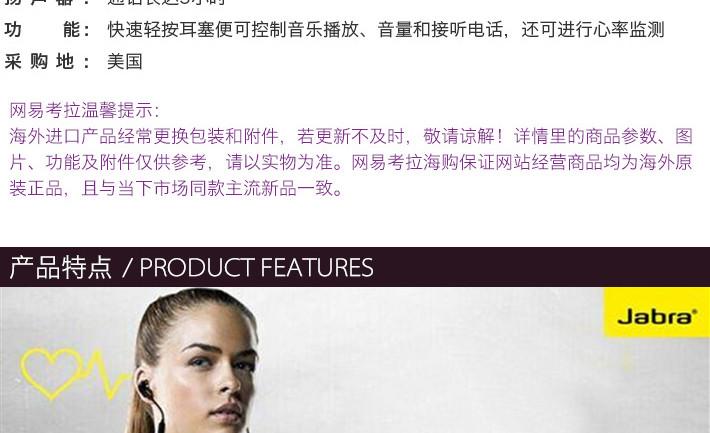 功 能： 快速轻按耳塞便可控制音乐播放、音量和接听电话，还可进行心率监测
采 购 地： 美国
网易考拉温馨提示：
海外进口产品经常更换包装和附件，若更新不及时，敬请谅解！详情里的商品参数、图
片、功能及附件仅供参考，请以实物为准。网易考拉海购保证网站经营商品均为海外原
装正品，且与当下市场同款主流新品一致。
产品特点 / PRODUCT FEATURES
Jabra®